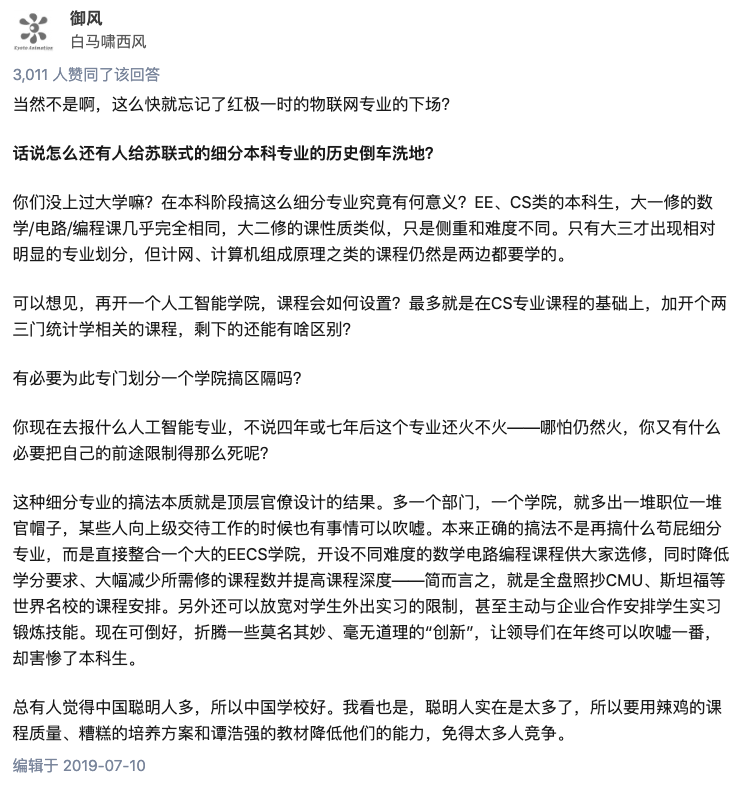 御风
白马啸西风
Kyoto Animation
3,011 人赞同了该回答
当然不是啊，这么快就忘记了红极一时的物联网专业的下场？
话说怎么还有人给苏联式的细分本科专业的历史倒车洗地？
你们没上过大学嘛？在本科阶段搞这么细分专业究竟有何意义？EE、CS类的本科生，大一修的数
学/电路/编程课几乎完全相同，大二修的课性质类似，只是侧重和难度不同。只有大三才出现相对
明显的专业划分，但计网、计算机组成原理之类的课程仍然是两边都要学的。
可以想见，再开一个人工智能学院，课程会如何设置？最多就是在CS专业课程的基础上，加开个两
三门统计学相关的课程，剩下的还能有啥区别？
有必要为此专门划分一个学院搞区隔吗？
你现在去报什么人工智能专业，不说四年或七年后这个专业还火不火——哪怕仍然火，你又有什么
必要把自己的前途限制得那么死呢？
这种细分专业的搞法本质就是顶层官僚设计的结果。多一个部门，一个学院，就多出一堆职位一堆
官帽子，某些人向上级交待工作的时候也有事情可以吹嘘。本来正确的搞法不是再搞什么苟屁细分
专业，而是直接整合一个大的EECS学院，开设不同难度的数学电路编程课程供大家选修，同时降低
学分要求、大幅减少所需修的课程数并提高课程深度——简而言之，就是全盘照抄CMU、斯坦福等
世界名校的课程安排。另外还可以放宽对学生外出实习的限制，甚至主动与企业合作安排学生实习
锻炼技能。现在可倒好，折腾一些莫名其妙、毫无道理的“创新”，让领导们在年终可以吹嘘一番，
却害惨了本科生。
总有人觉得中国聪明人多，所以中国学校好。我看也是，聪明人实在是太多了，所以要用辣鸡的课
程质量、糟糕的培养方案和谭浩强的教材降低他们的能力，免得太多人竞争。
编辑于 2019-07-10